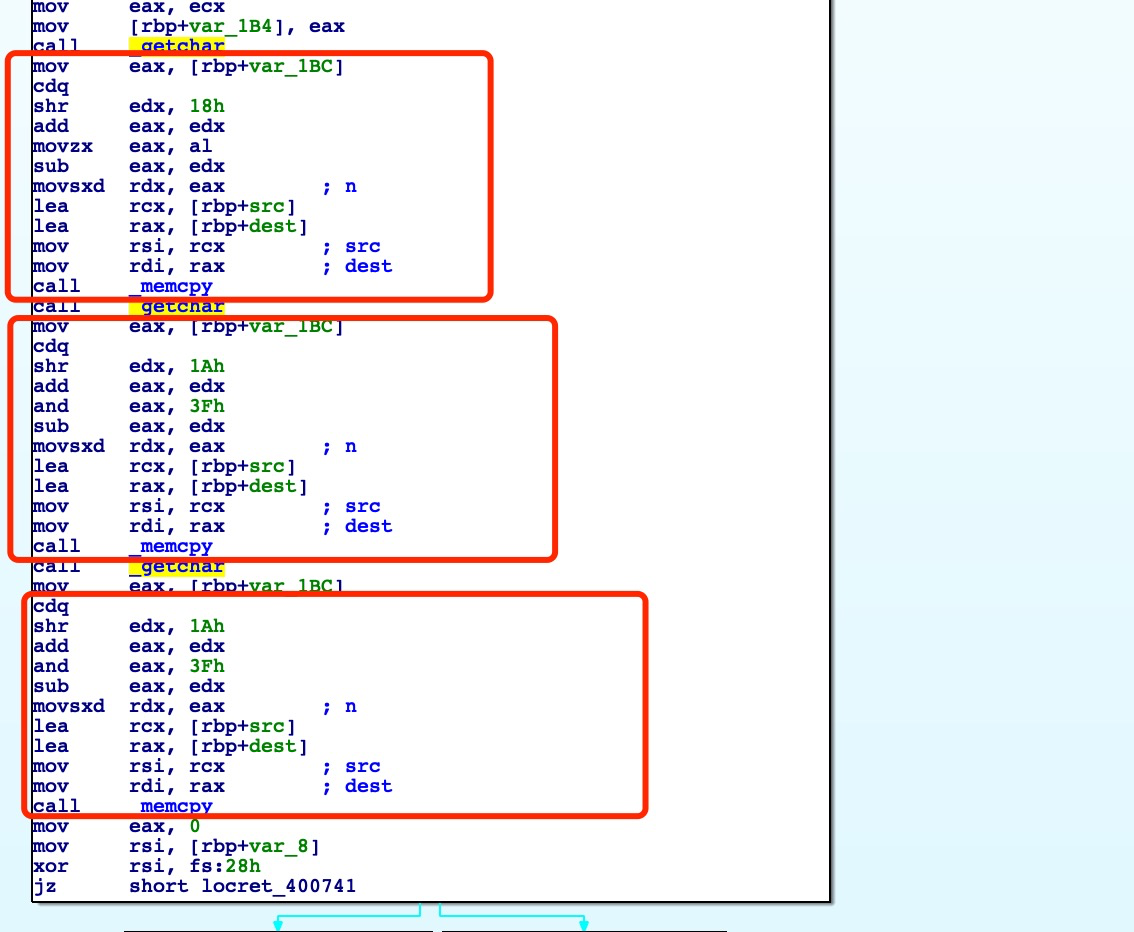 mov eax, ecx
mov [rbp+var_1B4], eax
call _getchar
mov eax, [rbp+var_1BC]
cdq
shr edx, 18h
add eax, edx
movzx eax, al
sub eax, edx
movsxd rdx, eax ; n
lea rcx, [rbp+src]
lea rax, [rbp+dest]
mov rsi, rcx ; src
mov rdi, rax ; dest
call _memcpy
call _getchar
mov eax, [rbp+var_1BC]
cdq
shr edx, 1Ah
add eax, edx
and eax, 3Fh
sub eax, edx
movsxd rdx, eax ; n
lea rcx, [rbp+src]
lea rax, [rbp+dest]
mov rsi, rcx ; src
mov rdi, rax ; dest
call _memcpy
call _getchar
mov eax, [rbp+var_1BC]
cdq
shr edx, 1Ah
add eax, edx
and eax, 3Fh
sub eax, edx
movsxd rdx, eax ; n
lea rcx, [rbp+src]
lea rax, [rbp+dest]
mov rsi, rcx ; src
mov rdi, rax ; dest
call _memcpy
mov eax, 0
mov rsi, [rbp+var_8]
xor rsi, fs:28h
jz short locret_400741